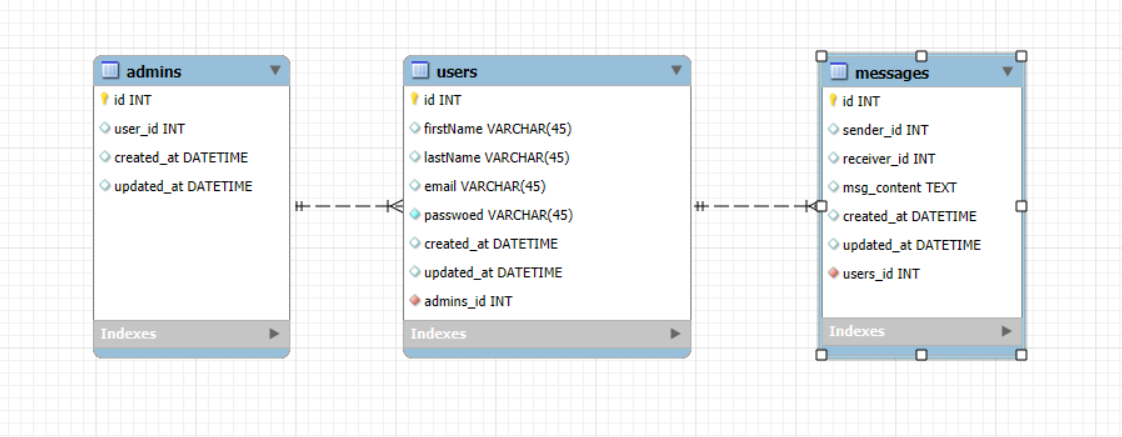 admins
id INT
user_id INT
created_at DATETIME
updated_at DATETIME
Indexes
users
id INT
firstName VARCHAR(45)
lastName VARCHAR(45)
email VARCHAR(45)
passwoed VARCHAR(45)
created_at DATETIME
updated_at DATETIME
admins_id INT
Indexes
messages
id INT
sender_id INT
receiver_id INT
msg_content TEXT
created_at DATETIME
updated_at DATETIME
users_id INT
Indexes